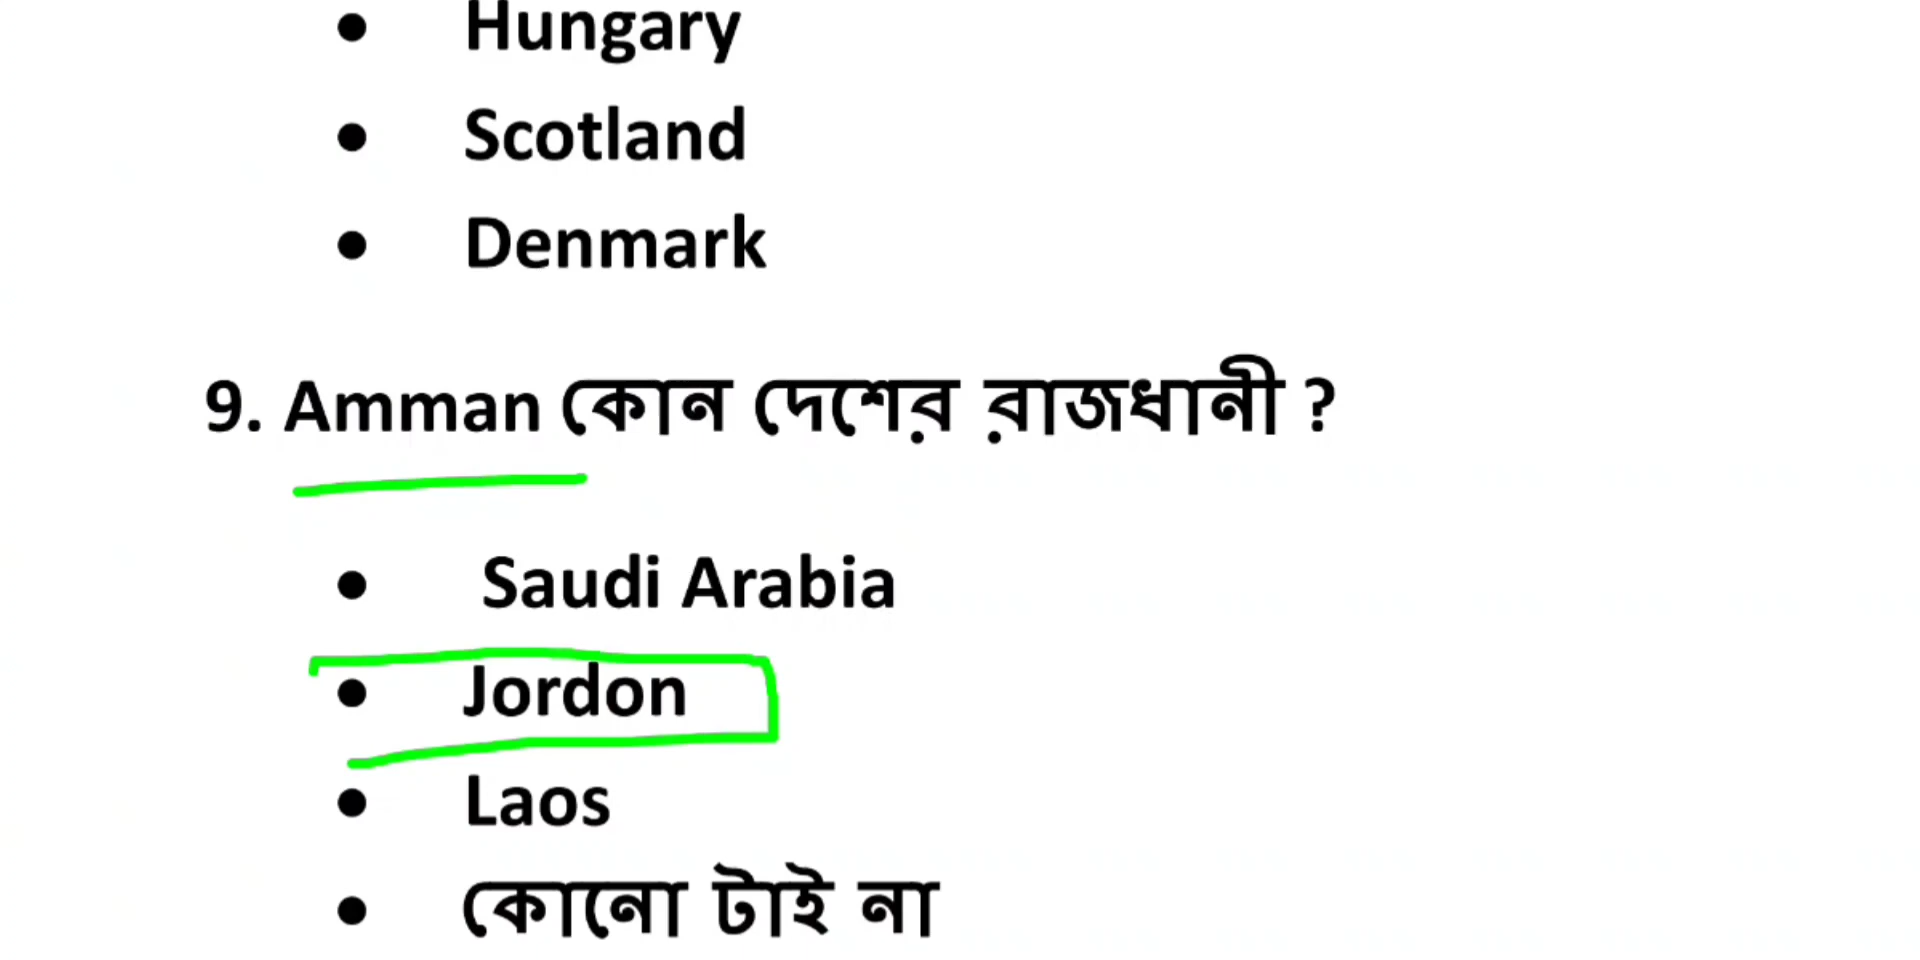 • Hungary
• Scotland
• Denmark
9. Amman কোন দেশের রাজধানী ?
• Saudi Arabia
• Jordon
• Laos
• কোনো টাই না